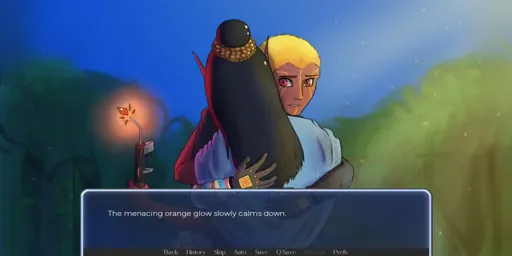 The menacing orange glow slowly calms down.
Back History Skip Auto Save Q.Save Prefs